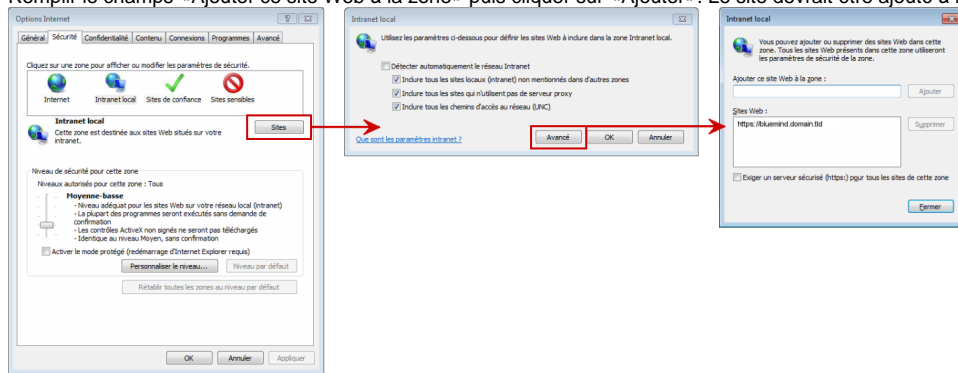 Remplir le champs «Ajouter ce site Web à la zone» puis cliquer sur «Ajouter». Le site devrait être ajouté à l
Options Internet
Général Sécurité Confidentialité Contenu Connexions Programmes Avancé
Cliquez sur une zone pour afficher ou modifier les paramètres de sécurité.
Internet Intranet local Sites de confiance Sites sensibles
Intranet local
Cette zone est destinée aux sites Web situés sur votre
intranet.
Sites
Niveau de sécurité pour cette zone
Niveaux autorisés pour cette zone : Tous
Moyenne-basse
- Niveau adéquat pour les sites Web sur votre réseau local (intranet)
- La plupart des programmes seront exécutés sans demande de
confirmation
- Les contrôles ActiveX non signés ne seront pas téléchargés
- Identique au niveau Moyen, sans confirmation
Activer le mode protégé (redémarrage d'Internet Explorer requis)
Personnaliser le niveau... Niveau par défaut
Rétablir toutes les zones au niveau par défaut
OK Annuler Appliquer
Intranet local
Utilisez les paramètres ci-dessous pour définir les sites Web à inclure dans la zone Intranet local.
Détecter automatiquement le réseau Intranet
Inclure tous les sites locaux (intranet) non mentionnés dans d'autres zones
Inclure tous les sites qui n'utilisent pas de serveur proxy
Inclure tous les chemins d'accès au réseau (UNC)
Que sont les paramètres intranet ?
Avancé OK Annuler
Intranet local
Vous pouvez ajouter ou supprimer des sites Web dans cette
zone. Tous les sites Web présents dans cette zone utiliseront
les paramètres de sécurité de la zone.
Ajouter ce site Web à la zone :
Ajouter
Sites Web :
https://bluemind.domain.tld
Supprimer
Exiger un serveur sécurisé (https:) pour tous les sites de cette zone
Fermer